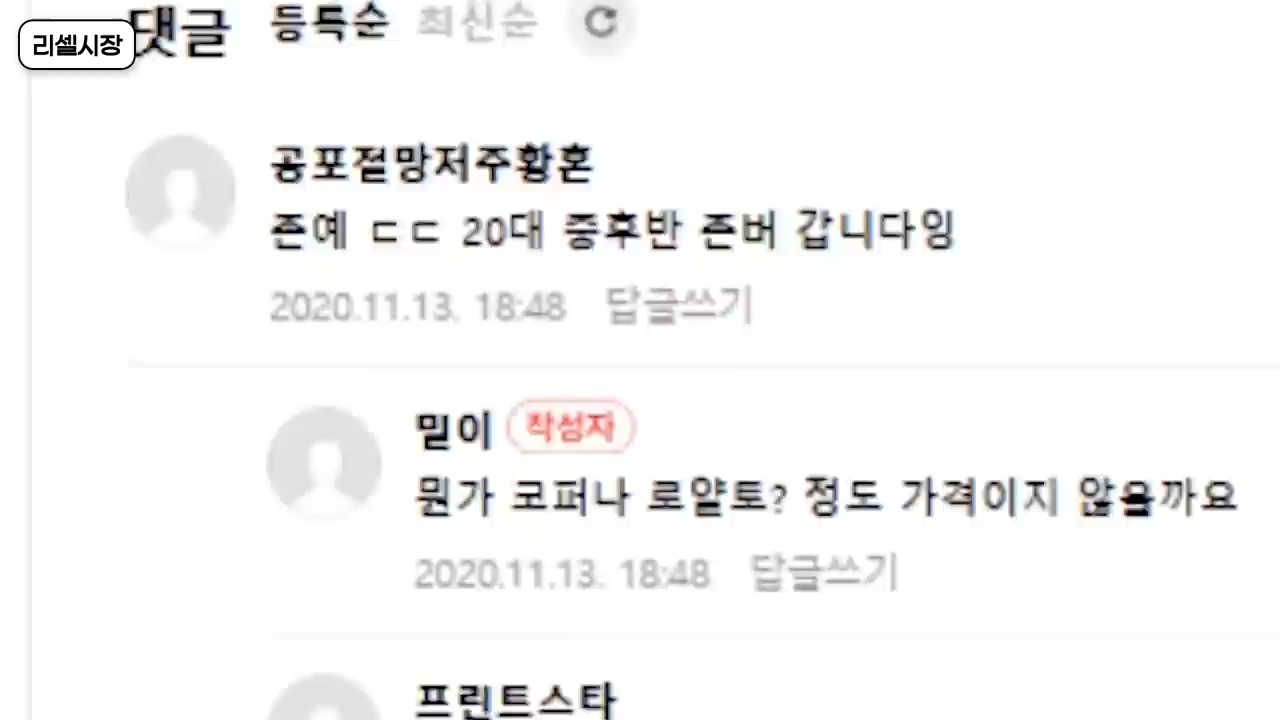 리셀시장
댓글 등록순 최신순
공포절망저주황혼
존예 ㄷㄷ 20대 중후반 존버 갑니다잉
2020.11.13. 18:48 답글쓰기
밑이 작성자
뭔가 코퍼나 로얄토? 정도 가격이지 않을까요
2020.11.13. 18:48 답글쓰기
프린트스타